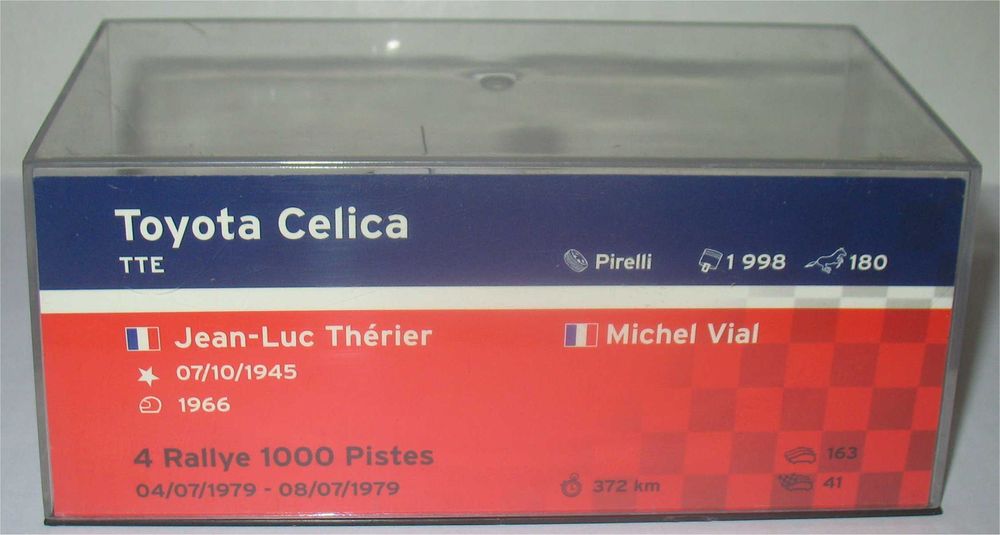 Toyota Celica
TTE
Pirelli 1 998 180
Jean-Luc Thérier Michel Vial
07/10/1945
1966
4 Rallye 1000 Pistes
163
04/07/1979 - 08/07/1979 372 km 41